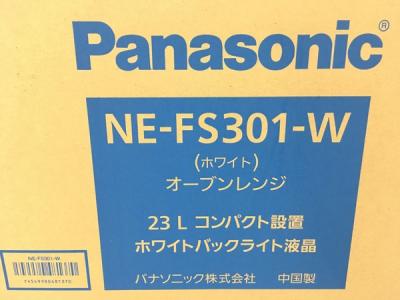 Panasonic®
NE-FS301-W
(ホワイト)
オーブンレンジ
23 L コンパクト設置
ホワイトバックライト液晶
パナソニック株式会社 中国製
NE-FS301-W